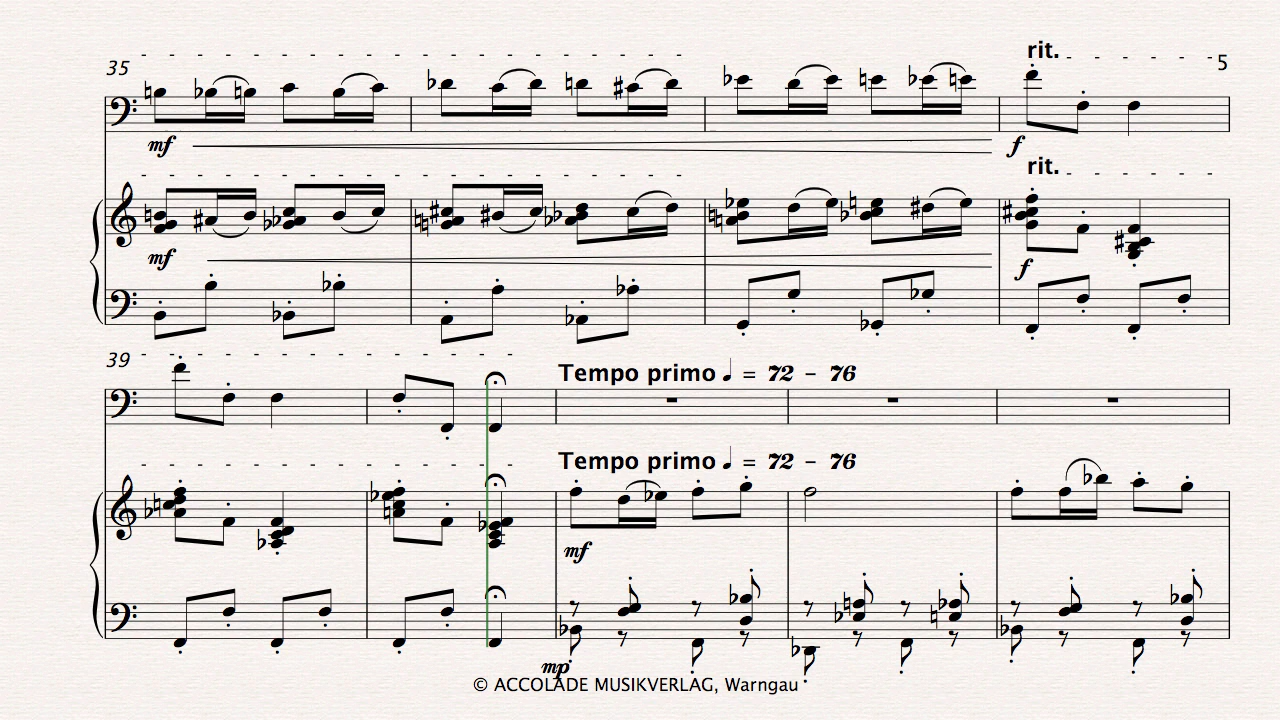 rit.
5
35
mf
f
rit.
mf
f
39
Tempo primo ♩ = 72 – 76
Tempo primo ♩ = 72 – 76
mf
mp
© ACCOLADE MUSIKVERLAG, Warngau